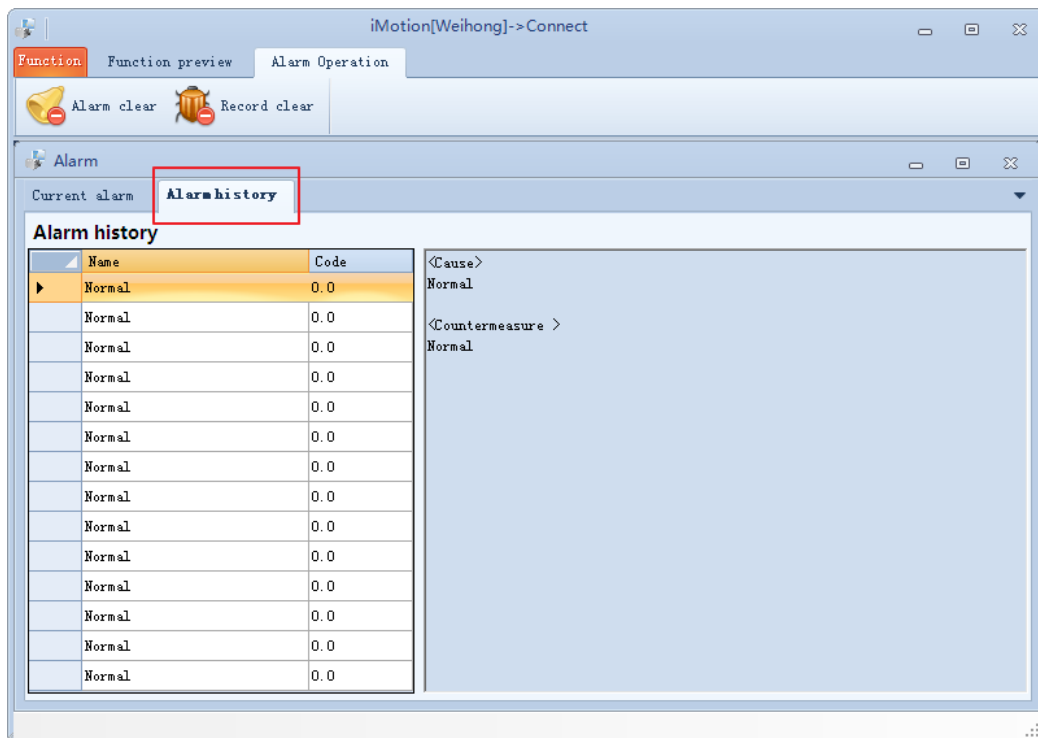 iMotion[Weihong]->Connect
Function Function preview Alarm Operation
Alarm clear Record clear
Alarm
Current alarm Alarm history
Alarm history
Name Code
<Cause>
Normal 0.0
Normal
Normal 0.0
<Countermeasure >
Normal 0.0
Normal
Normal 0.0
Normal 0.0
Normal 0.0
Normal 0.0
Normal 0.0
Normal 0.0
Normal 0.0
Normal 0.0
Normal 0.0
Normal 0.0
Normal 0.0